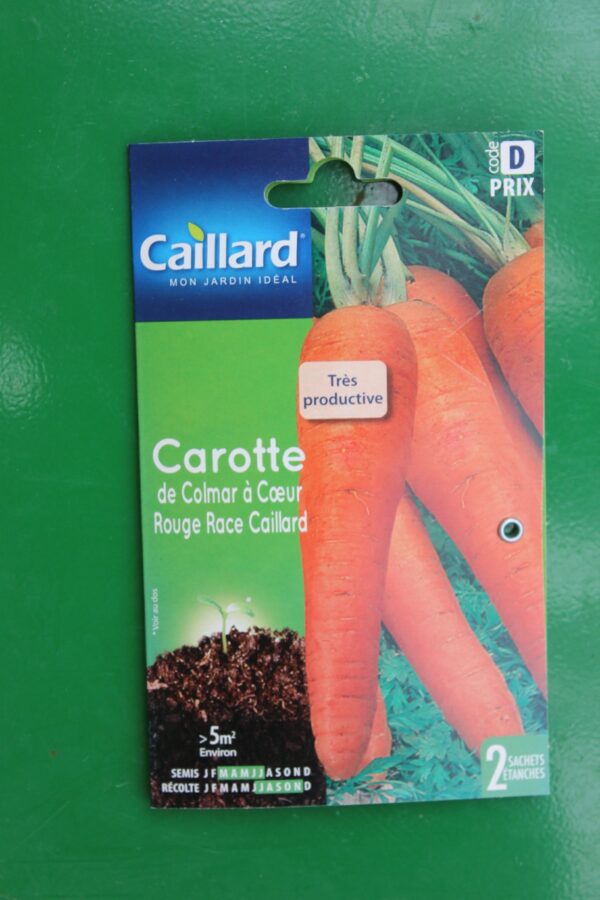 code
D
PRIX
Caillard
MON JARDIN IDÉAL
Très
productive
Carotte
de Colmar à Cœur
Rouge Race Caillard
* Voir au dos
*
>5m²
Environ
2 SACHETS
ÉTANCHES
SEMIS J F M A M J J A S O N D
RÉCOLTE J F M A M J J A S O N D